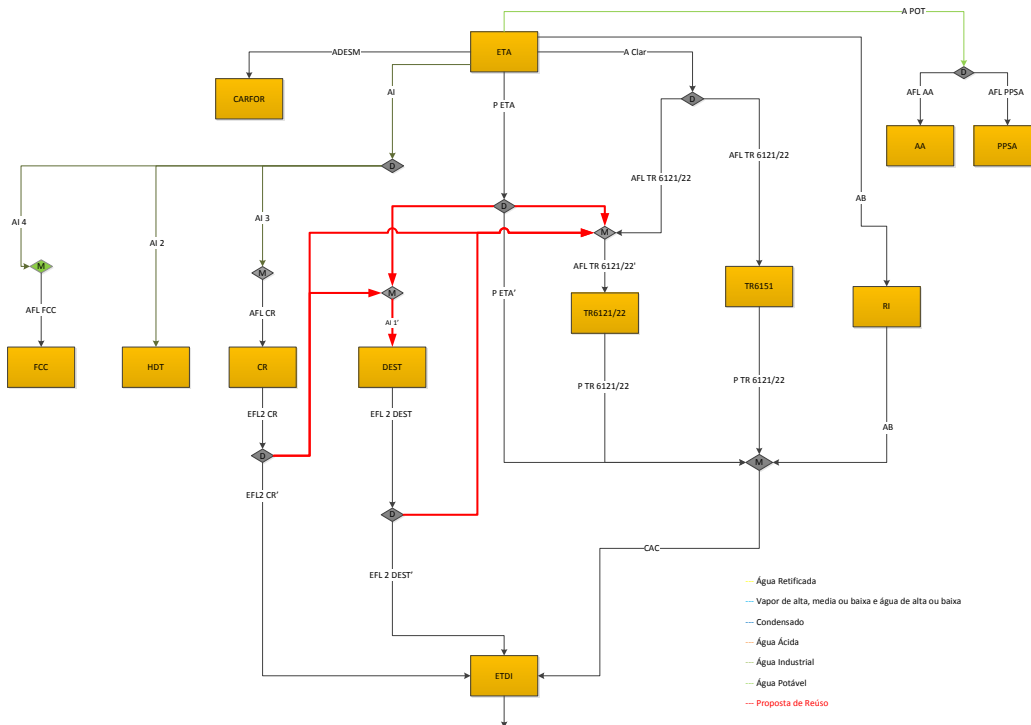 A POT
ETA
ADESM
A Clar
D
CARFOR
AI
P ETA
D
AFL AA
AFL PPSA
AA
PPSA
D
AFL TR 6121/22
AFL TR 6121/22
AI 4
AI 2
AI 3
D
AB
M
M
M
AFL TR 6121/22’
P ETA’
TR6151
RI
M
AFL FCC
AFL CR
AI 1’
TR6121/22
FCC
HDT
CR
DEST
P TR 6121/22
P TR 6121/22
EFL2 CR
EFL 2 DEST
AB
D
M
EFL2 CR’
D
CAC
EFL 2 DEST’
ETDI
Água Retificada
Vapor de alta, media ou baixa e água de alta ou baixa
Condensado
Água Ácida
Água Industrial
Água Potável
Proposta de Reúso